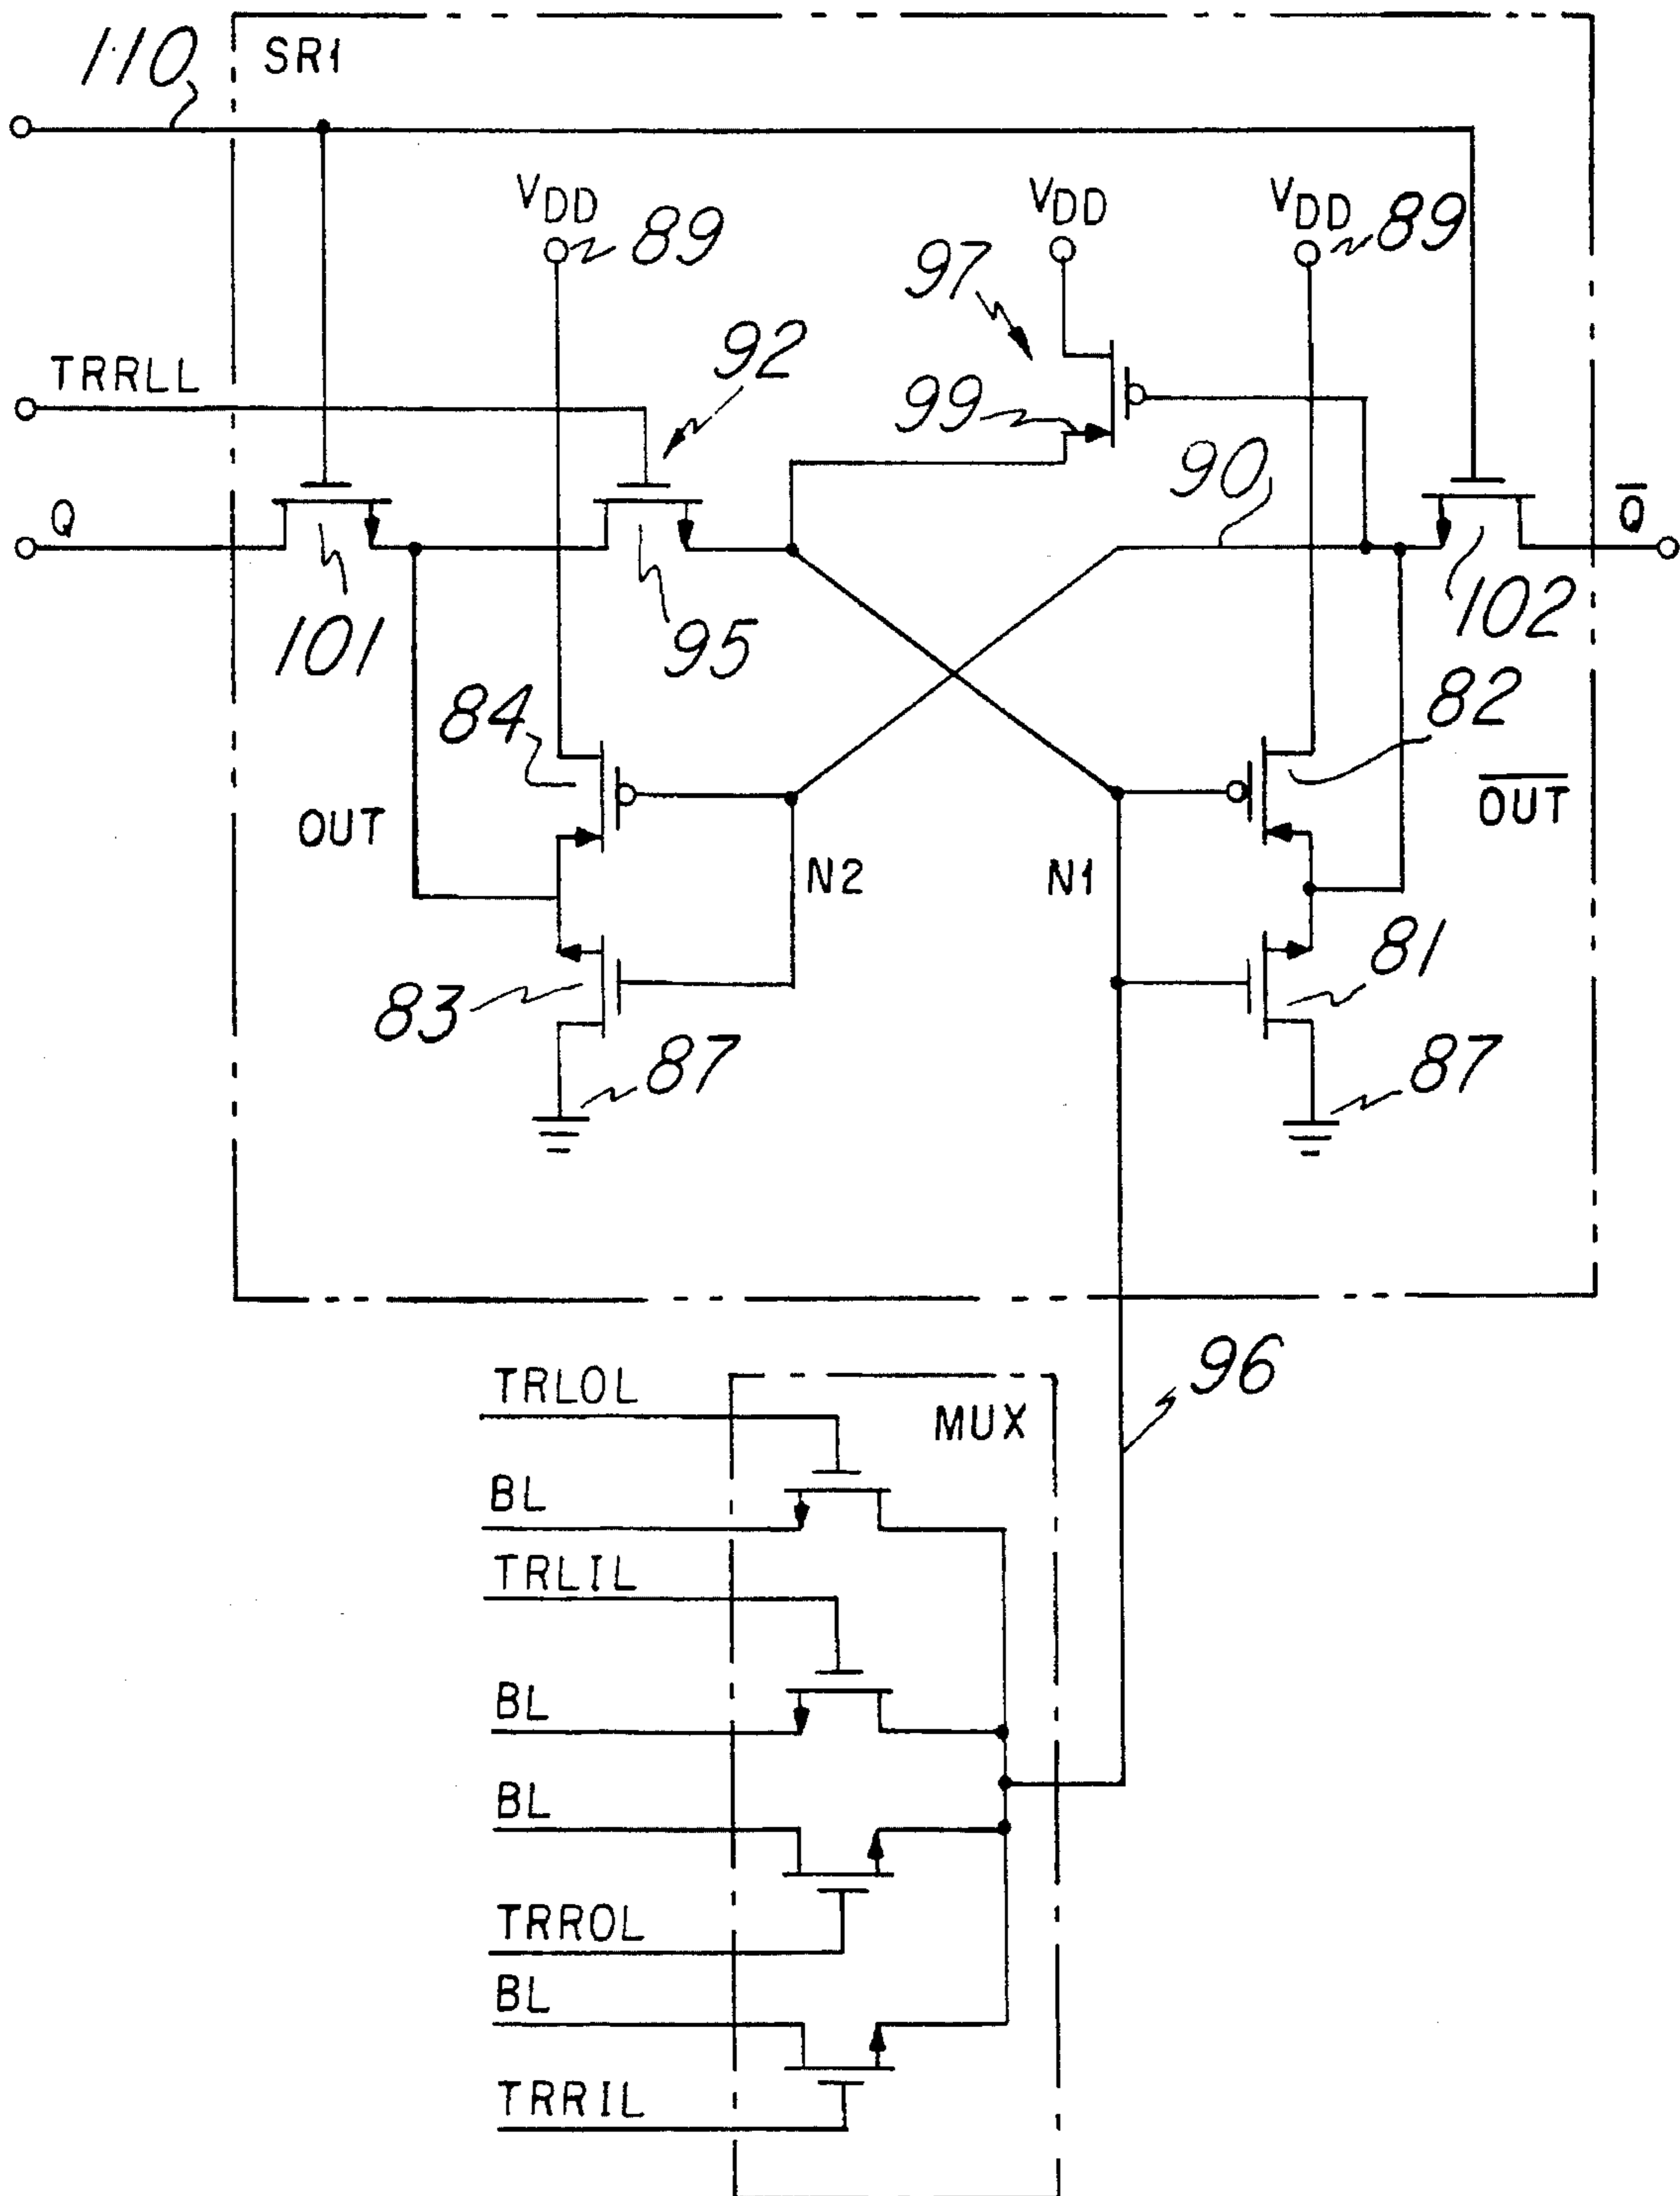 110
SR1
VDD
89
VDD
VDD
89
97
TRRLL
92
99
90
Q
Q̅
101
95
102
84
82
OUT
O̅U̅T̅
N2
N1
83
81
87
87
96
TRLOL
MUX
BL
TRLIL
BL
BL
TRROL
BL
TRRIL